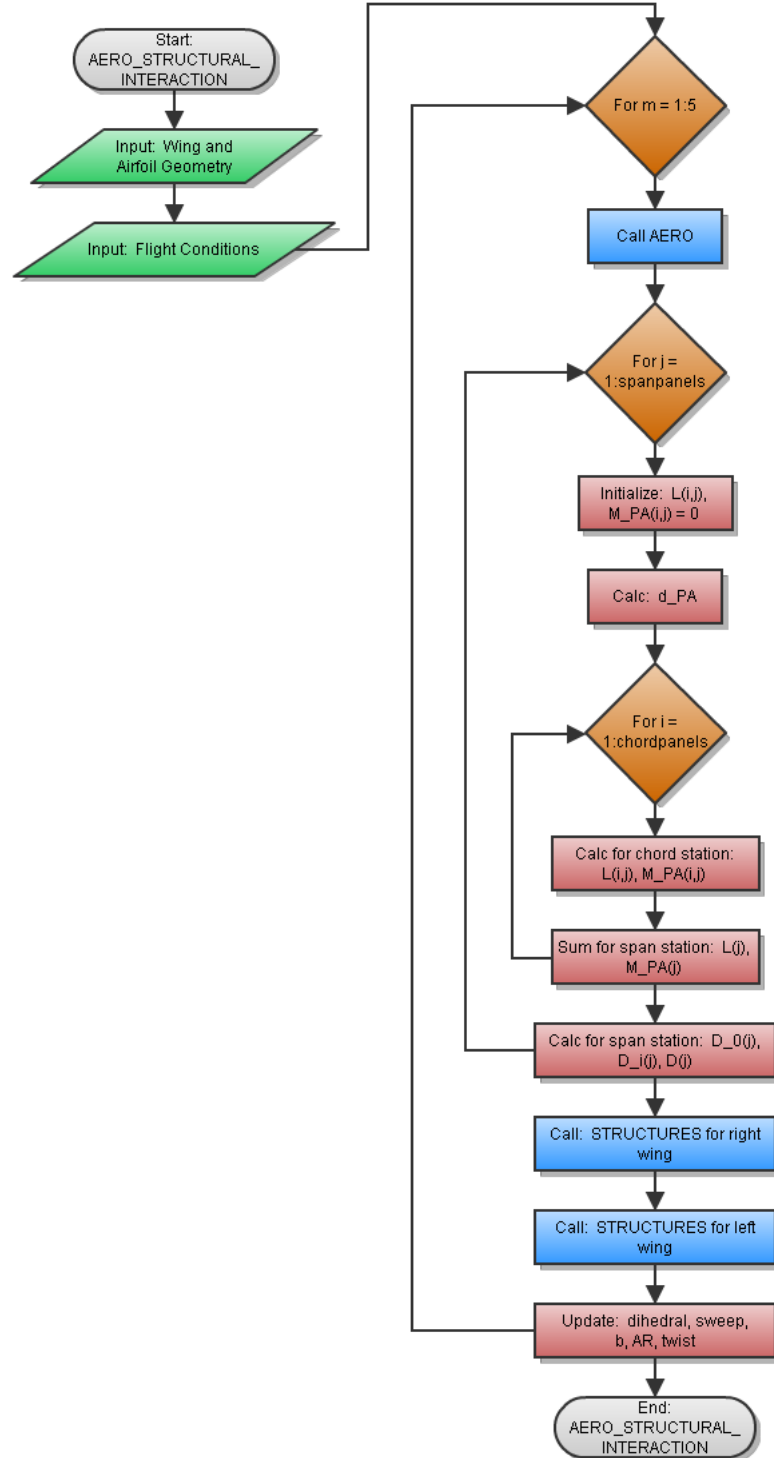 Start:
AERO_STRUCTURAL_
INTERACTION
Input:  Wing and
Airfoil Geometry
Input:  Flight Conditions
For m = 1:5
Call AERO
For j =
1:spanpanels
Initialize:  L(i,j),
M_PA(i,j) = 0
Calc:  d_PA
For i =
1:chordpanels
Calc for chord station:
L(i,j), M_PA(i,j)
Sum for span station:  L(j),
M_PA(j)
Calc for span station:  D_0(j),
D_i(j), D(j)
Call:  STRUCTURES for right
wing
Call:  STRUCTURES for left
wing
Update:  dihedral, sweep,
b, AR, twist
End:
AERO_STRUCTURAL_
INTERACTION